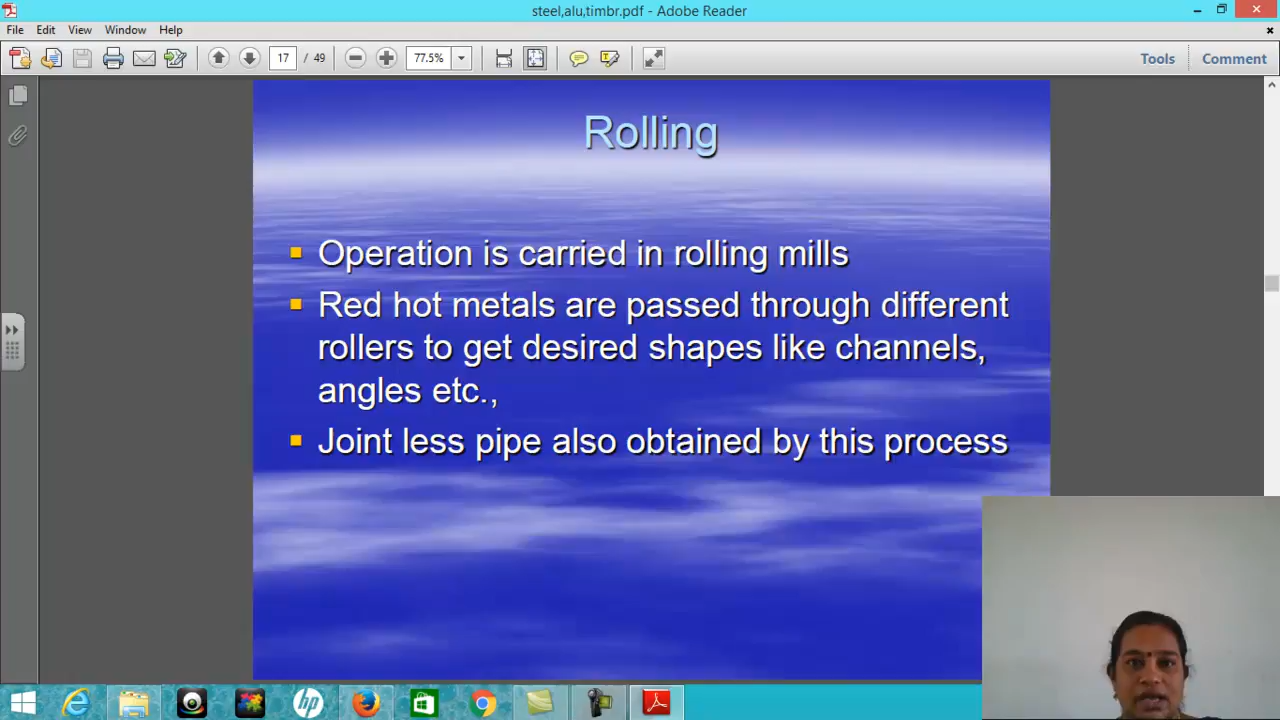 steel,alu,timbr.pdf - Adobe Reader
File Edit View Window Help
17 / 49 77.5% Tools Comment
Rolling
Operation is carried in rolling mills
Red hot metals are passed through different
rollers to get desired shapes like channels,
angles etc.,
Joint less pipe also obtained by this process
hp